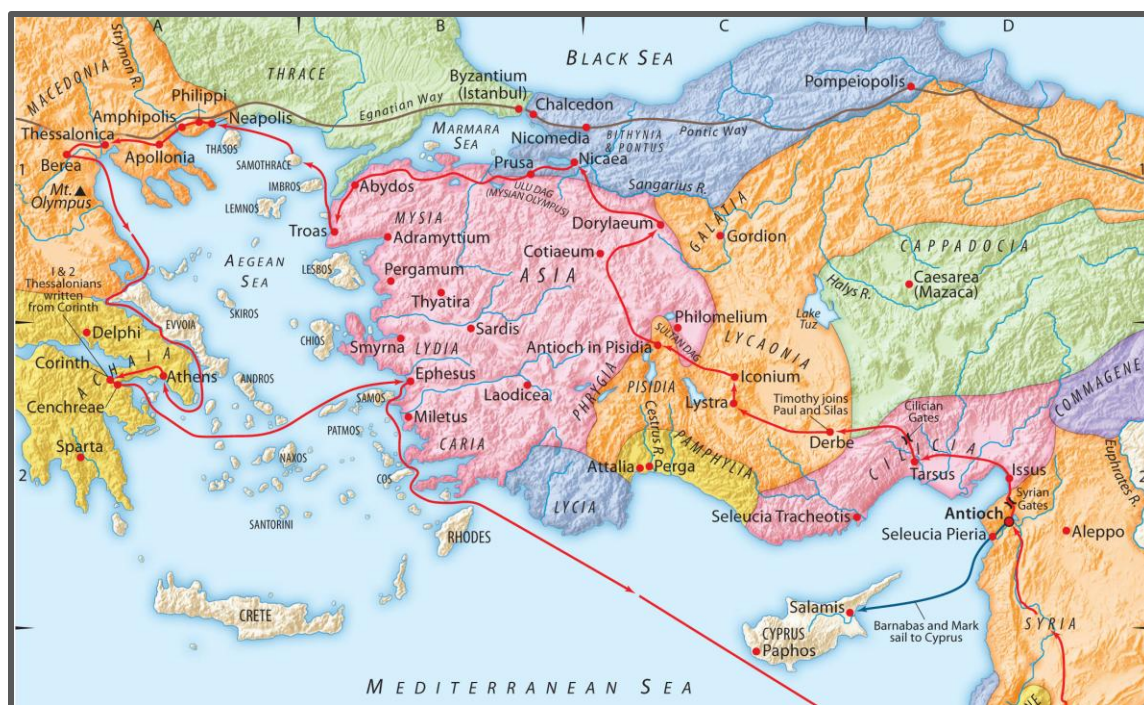 A
B
C
D
BLACK SEA
Strymon R.
MACEDONIA
THRACE
Byzantium
(Istanbul)
Chalcedon
Pompeiopolis
Philippi
Egnatian Way
Amphipolis
Neapolis
Thessalonica
MARMARA
SEA
Nicomedia
BITHYNIA
& PONTUS
Pontic Way
THASOS
Berea
Apollonia
SAMOTHRACE
Prusa
Nicaea
1
1
Mt.
Olympus
IMBROS
Abydos
ULU DAG
(MYSIAN OLYMPUS)
Sangarius R.
LEMNOS
MYSIA
GALATIA
Troas
Adramyttium
Dorylaeum
Gordion
CAPPADOCIA
Cotiaeum
AEGEAN
SEA
LESBOS
ASIA
1 & 2
Thessalonians
written
from Corinth
Pergamum
Halys R.
Caesarea
(Mazaca)
Thyatira
SKIROS
EVVOIA
Lake
Tuz
Delphi
CHIOS
Sardis
Philomelium
Smyrna
LYDIA
Antioch in Pisidia
SULTAN DAG
LYCAONIA
Corinth
ACHAIA
Athens
ANDROS
Ephesus
Iconium
COMMAGENE
Cenchreae
SAMOS
Laodicea
PHRYGIA
PISIDIA
Lystra
Timothy joins
Paul and Silas
Cilician
Gates
Miletus
PATMOS
Cestrus R.
Derbe
CILICIA
Sparta
CARIA
PAMPHYLIA
NAXOS
Attalia
Perga
Tarsus
Issus
Euphrates R.
2
2
COS
LYCIA
Syrian
Gates
SANTORINI
Seleucia Tracheotis
Antioch
RHODES
Seleucia Pieria
Aleppo
CRETE
Salamis
Barnabas and Mark
sail to Cyprus
SYRIA
CYPRUS
Paphos
MEDITERRANEAN SEA